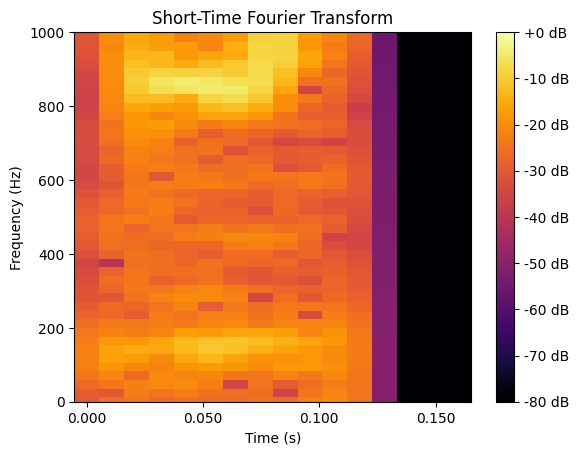 Short-Time Fourier Transform
1000
800
600
400
200
0
Frequency (Hz)
0.000
0.050
0.100
0.150
Time (s)
+0 dB
-10 dB
-20 dB
-30 dB
-40 dB
-50 dB
-60 dB
-70 dB
-80 dB